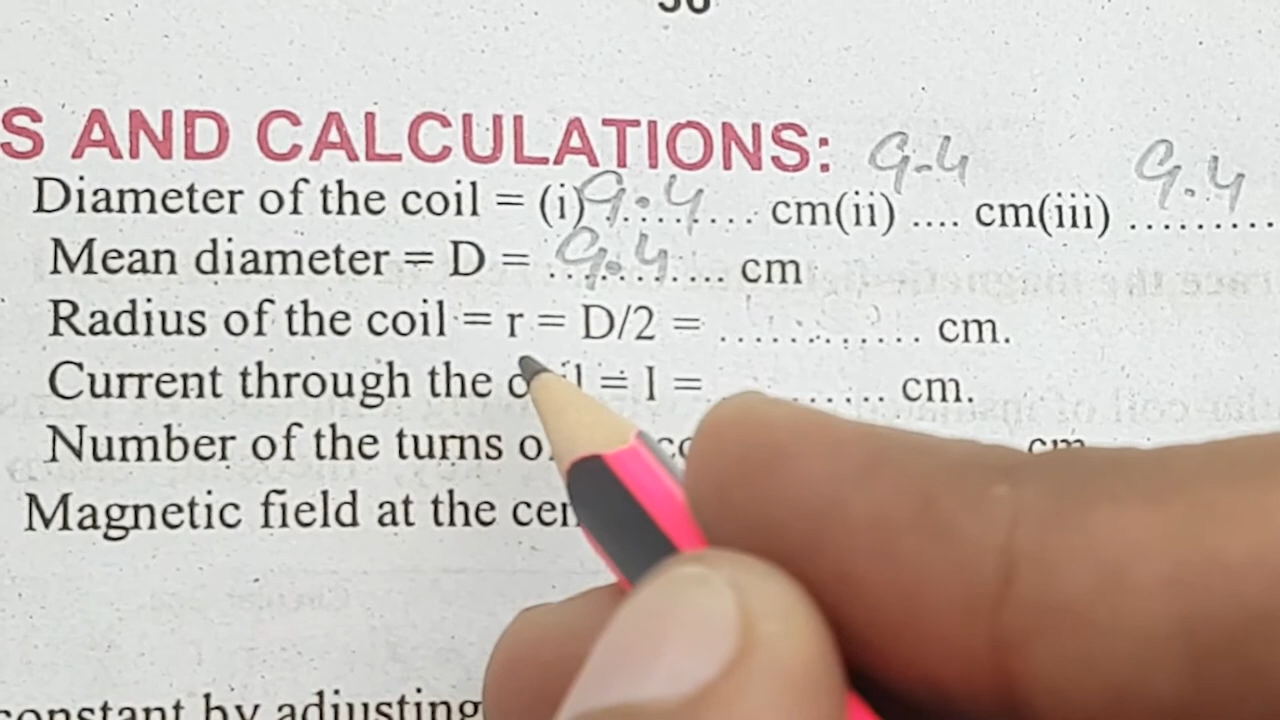 S AND CALCULATIONS:
Diameter of the coil = (i) 9.4 cm(ii) 9.4 cm(iii) 9.4
Mean diameter = D = 9.4 cm
Radius of the coil = r = D/2 = ............ cm.
Current through the coil = I = ............ cm.
Number of the turns cm
Magnetic field at the
constant by adjusting